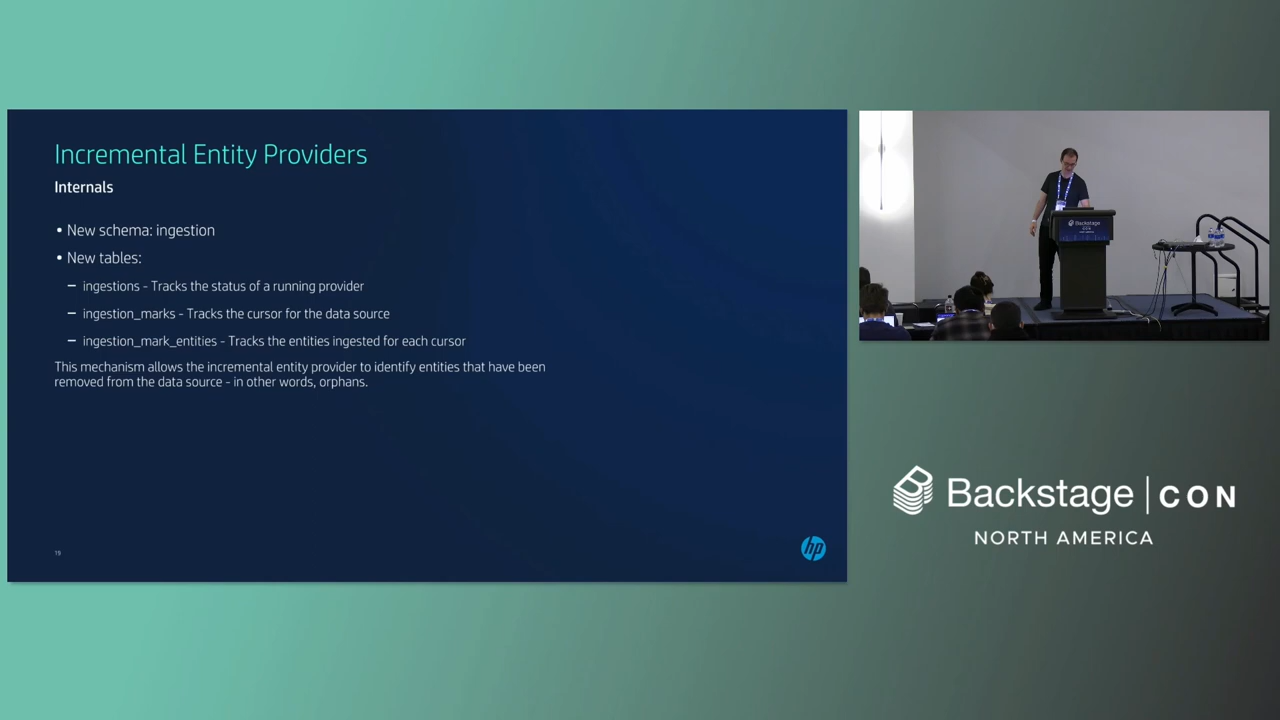 Incremental Entity Providers
Internals
• New schema: ingestion
• New tables:
– ingestions - Tracks the status of a running provider
– ingestion_marks - Tracks the cursor for the data source
– ingestion_mark_entities - Tracks the entities ingested for each cursor
This mechanism allows the incremental entity provider to identify entities that have been
removed from the data source - in other words, orphans.
19
hp
Backstage
CON
Backstage | CON
NORTH AMERICA